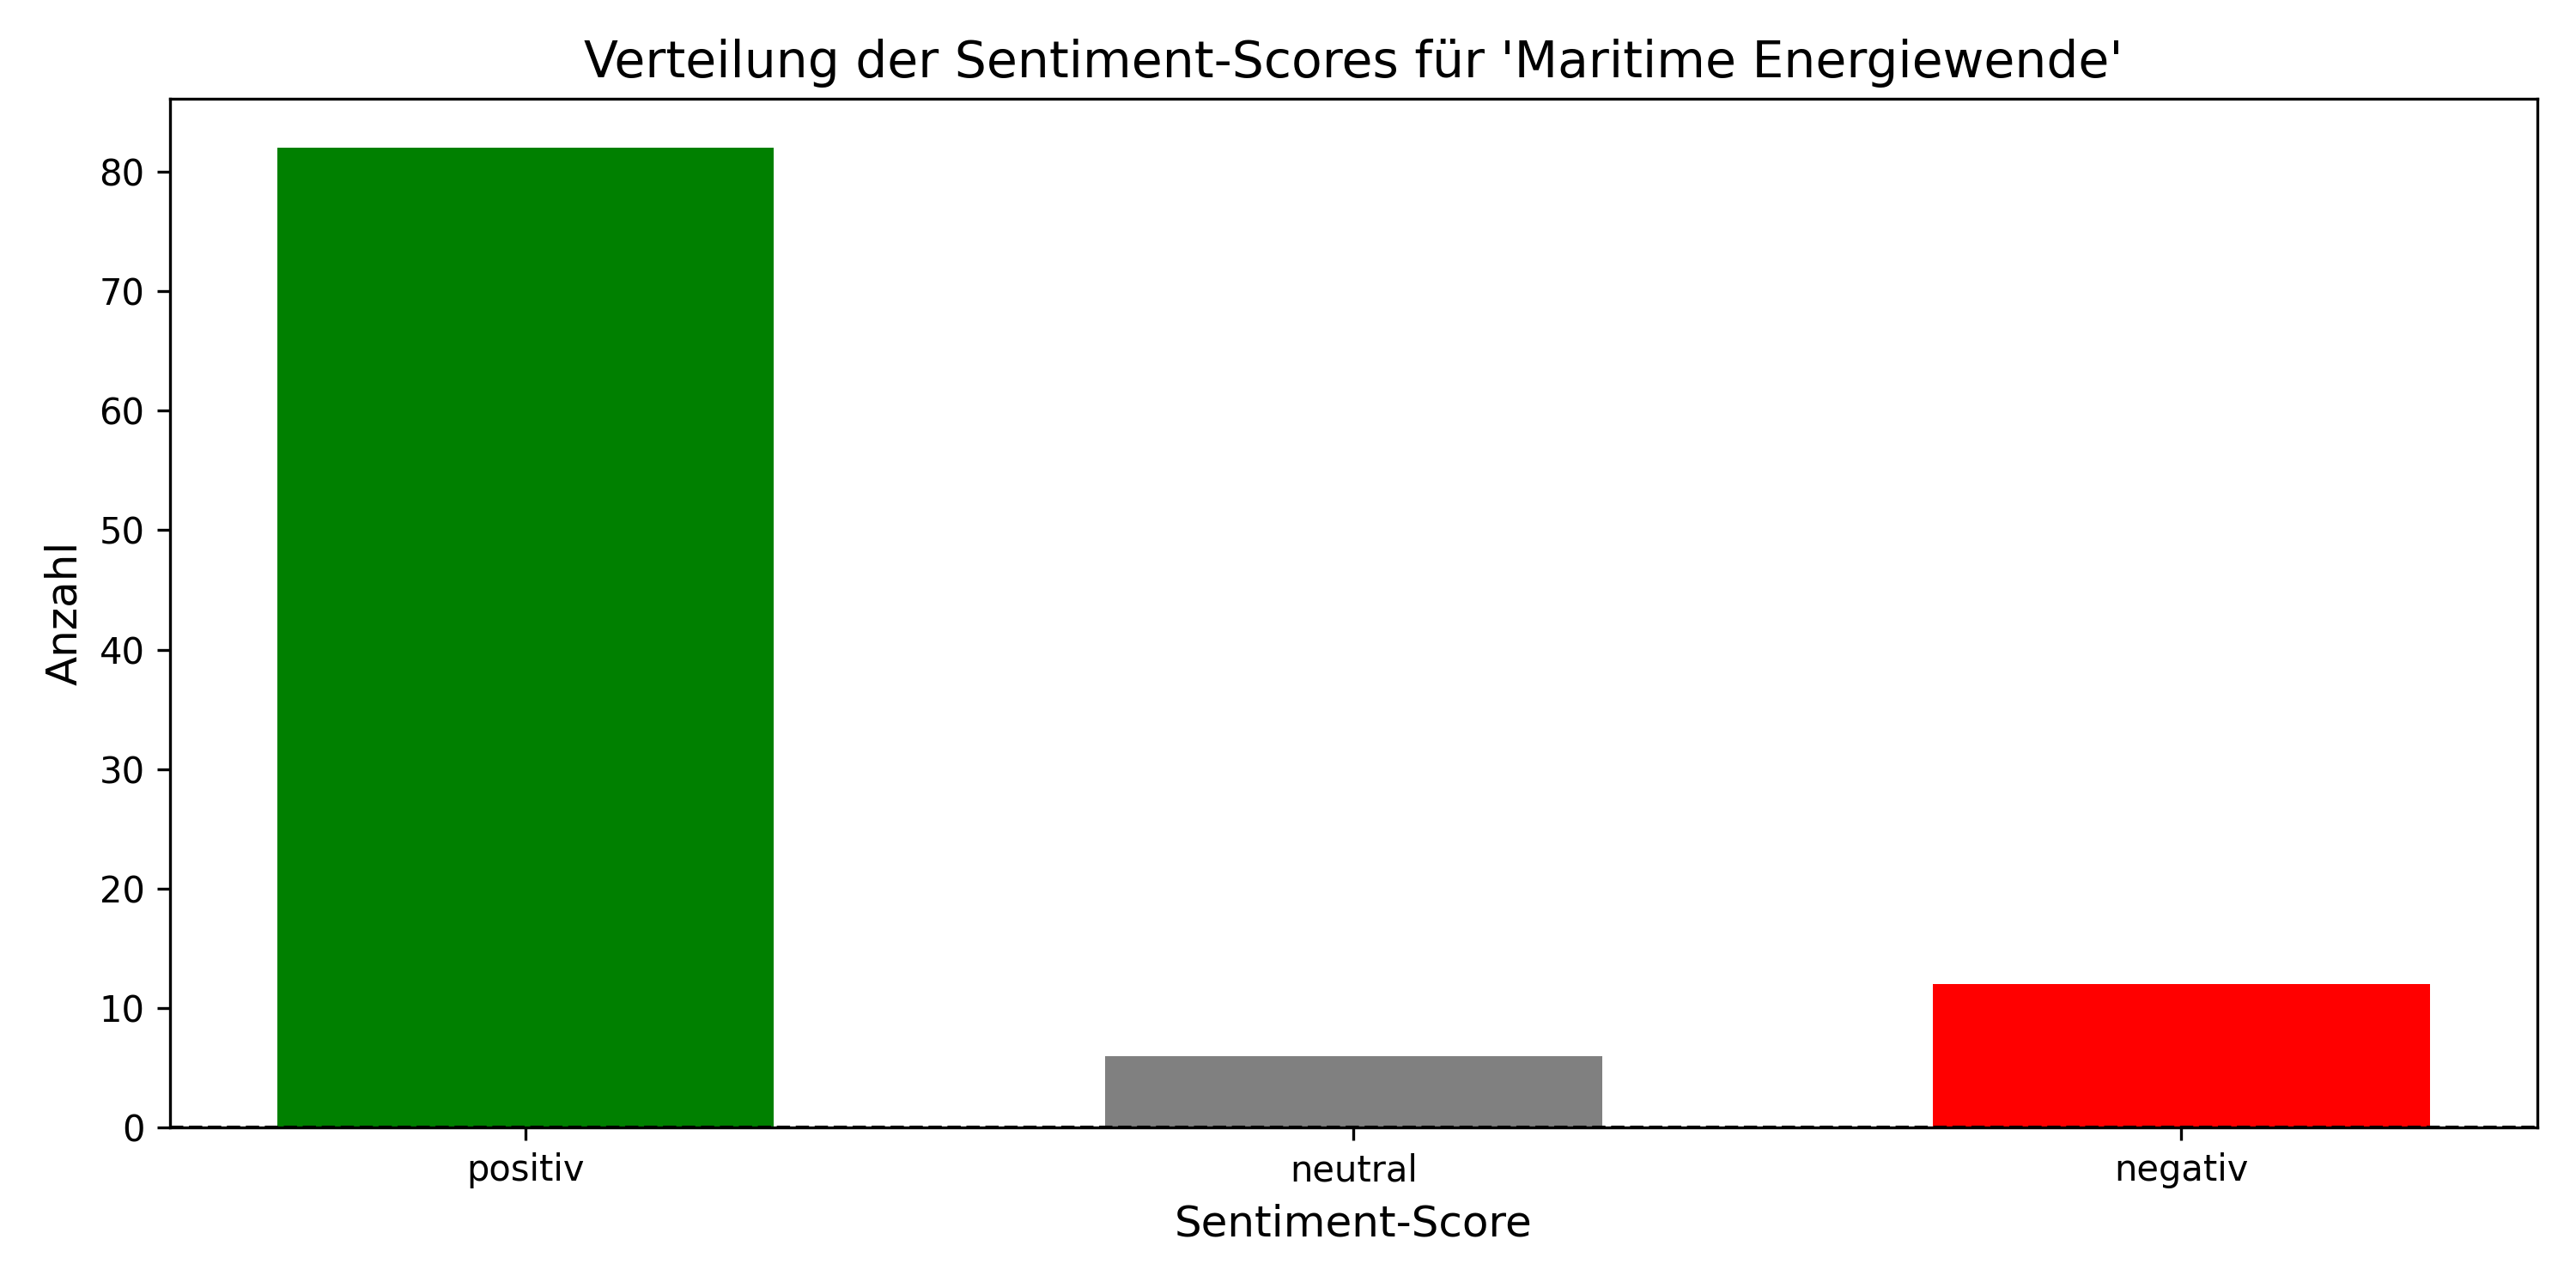 Verteilung der Sentiment-Scores für 'Maritime Energiewende'
Anzahl
80
70
60
50
40
30
20
10
0
positiv neutral negativ
Sentiment-Score